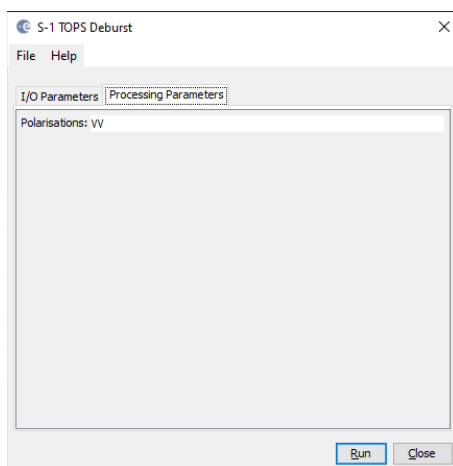 S-1 TOPS Deburst
File Help
I/O Parameters Processing Parameters
Polarisations: VV
Run Close